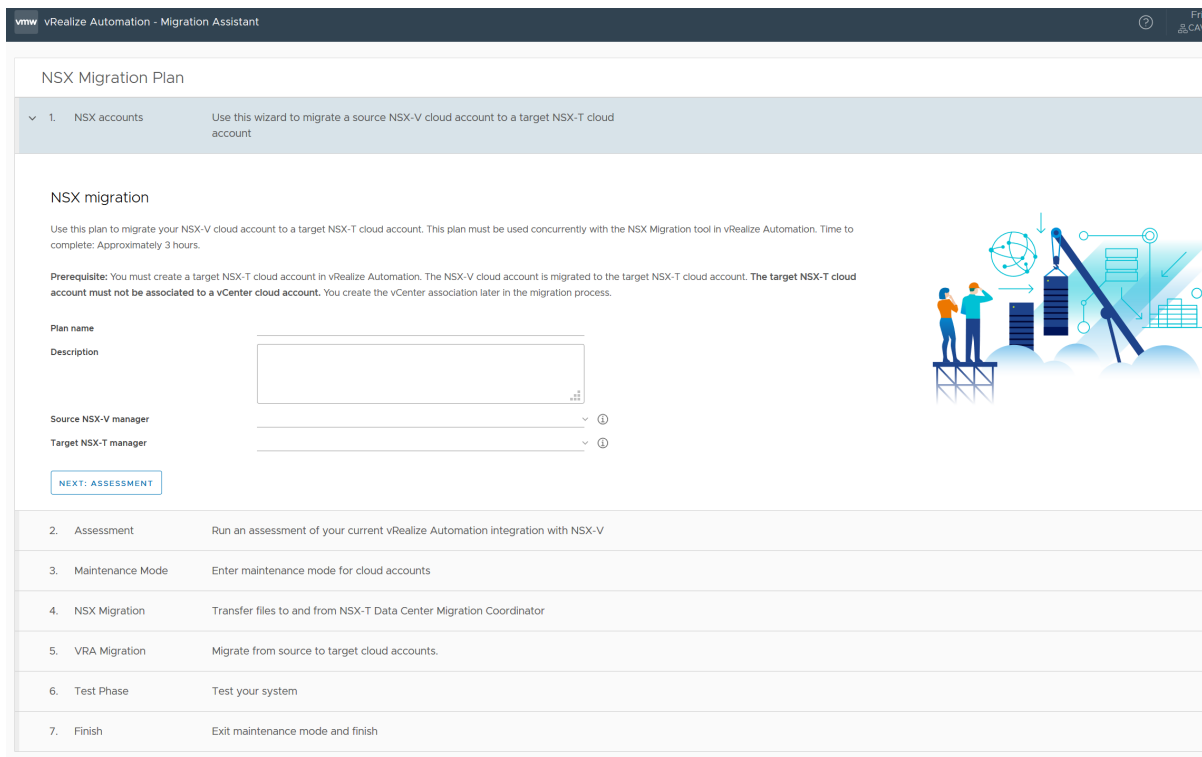 vmw vRealize Automation - Migration Assistant
NSX Migration Plan
1. NSX accounts Use this wizard to migrate a source NSX-V cloud account to a target NSX-T cloud
account
NSX migration
Use this plan to migrate your NSX-V cloud account to a target NSX-T cloud account. This plan must be used concurrently with the NSX Migration tool in vRealize Automation. Time to
complete: Approximately 3 hours.
Prerequisite: You must create a target NSX-T cloud account in vRealize Automation. The NSX-V cloud account is migrated to the target NSX-T cloud account. The target NSX-T cloud
account must not be associated to a vCenter cloud account. You create the vCenter association later in the migration process.
Plan name
Description
Source NSX-V manager
Target NSX-T manager
NEXT: ASSESSMENT
2. Assessment Run an assessment of your current vRealize Automation integration with NSX-V
3. Maintenance Mode Enter maintenance mode for cloud accounts
4. NSX Migration Transfer files to and from NSX-T Data Center Migration Coordinator
5. VRA Migration Migrate from source to target cloud accounts.
6. Test Phase Test your system
7. Finish Exit maintenance mode and finish